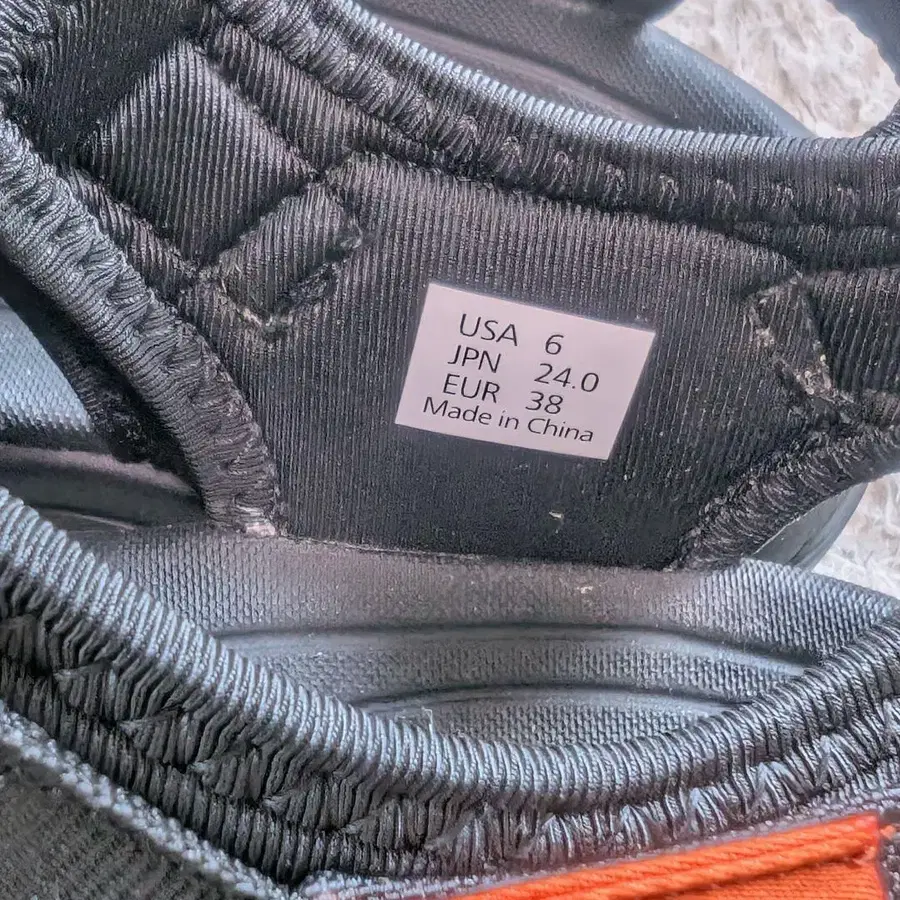 USA 6
JPN 24.0
EUR 38
Made in China